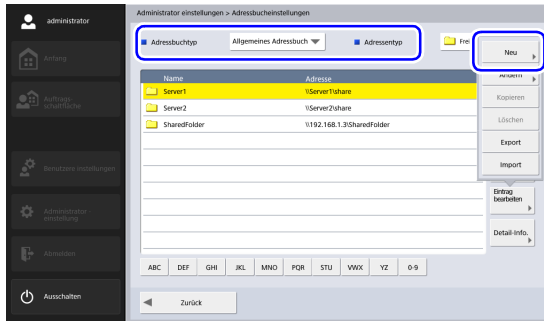 administrator
Administrator einstellungen > Adressbucheinstellungen
Adressbuchtyp
Allgemeines Adressbuch
Adressentyp
Neu
Anfang
Auftrags-
schaltfläche
Name Adresse
Server1 \\Server1\share
Server2 \\Server2\share
SharedFolder \\192.168.1.3\SharedFolder
Ändern
Kopieren
Löschen
Export
Import
Benutzere instellungen
Administrator-
einstellung
Abmelden
Ausschalten
Eintrag
bearbeiten
Detail-Info.
ABC DEF GHI JKL MNO PQR STU VWX YZ 0-9
Zurück